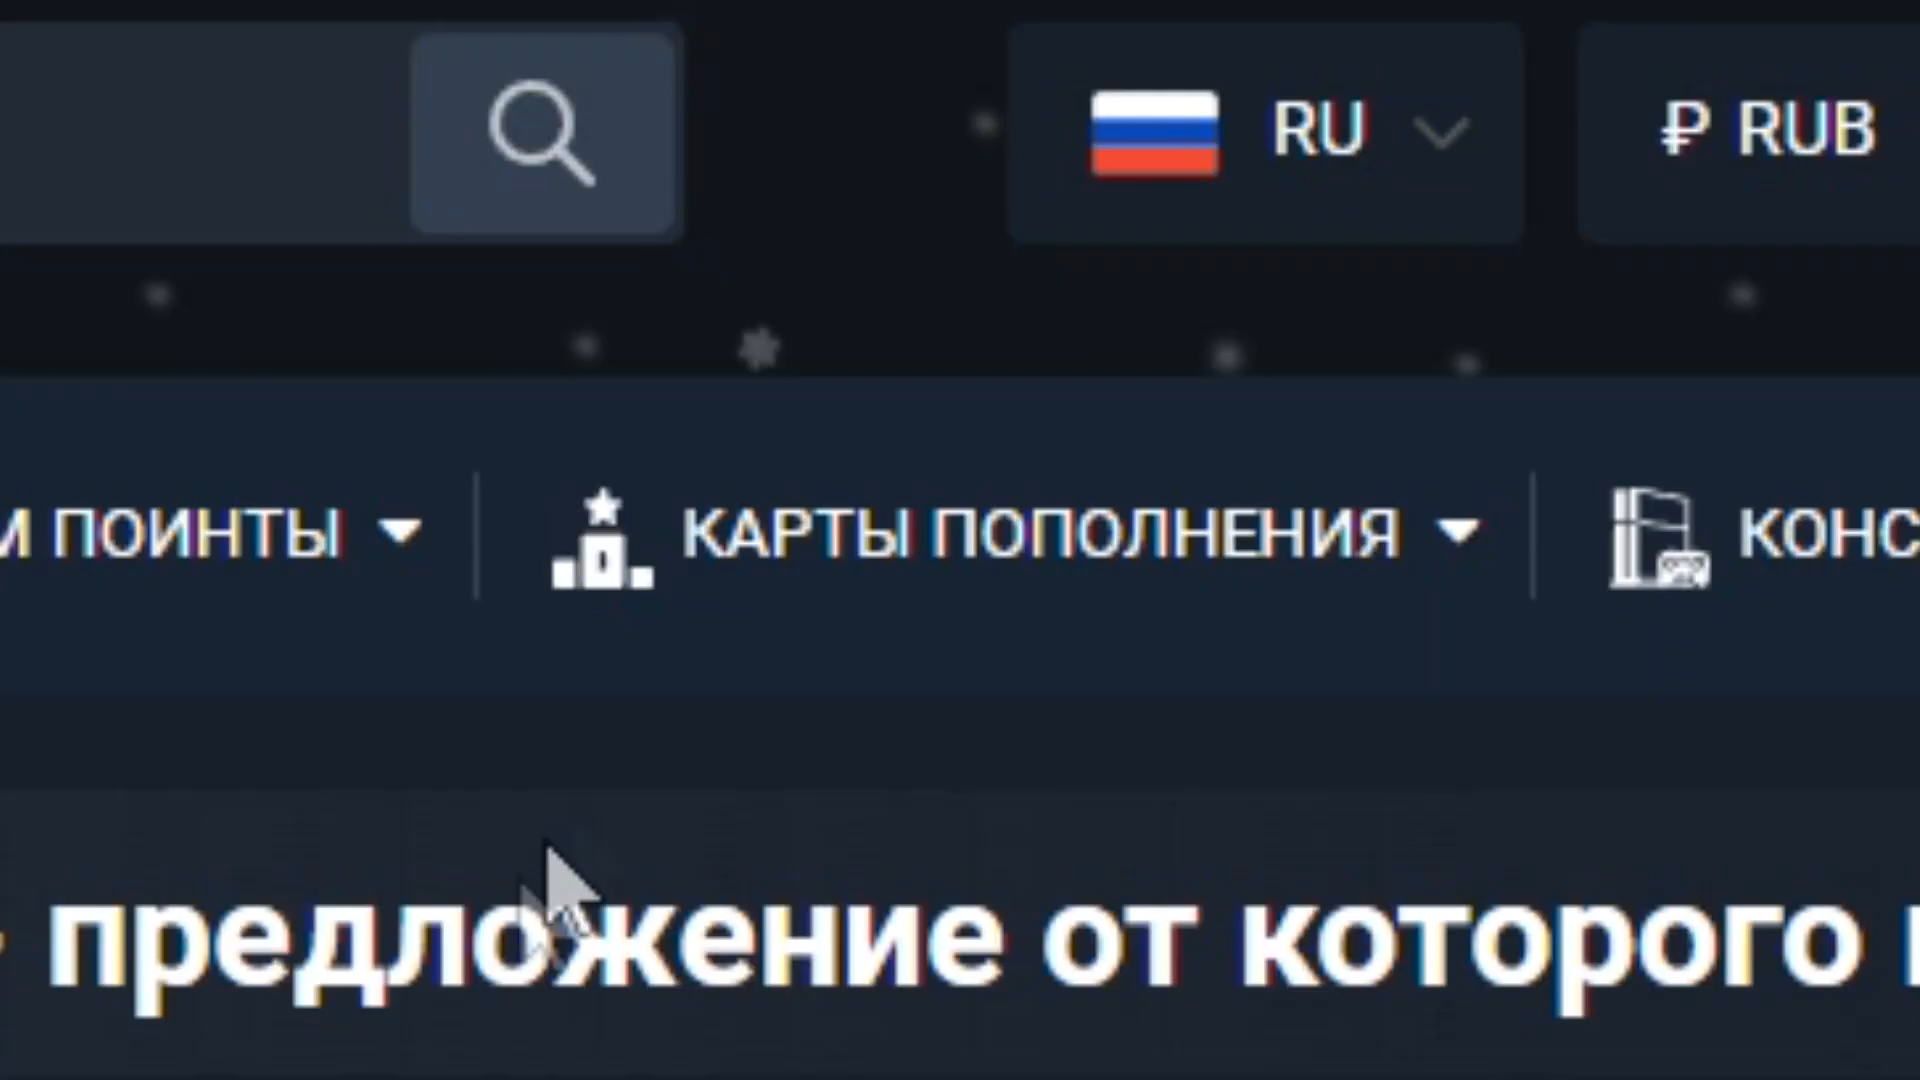 RU ₽ RUB
ПОИНТЫ КАРТЫ ПОПОЛНЕНИЯ
предложение от которого